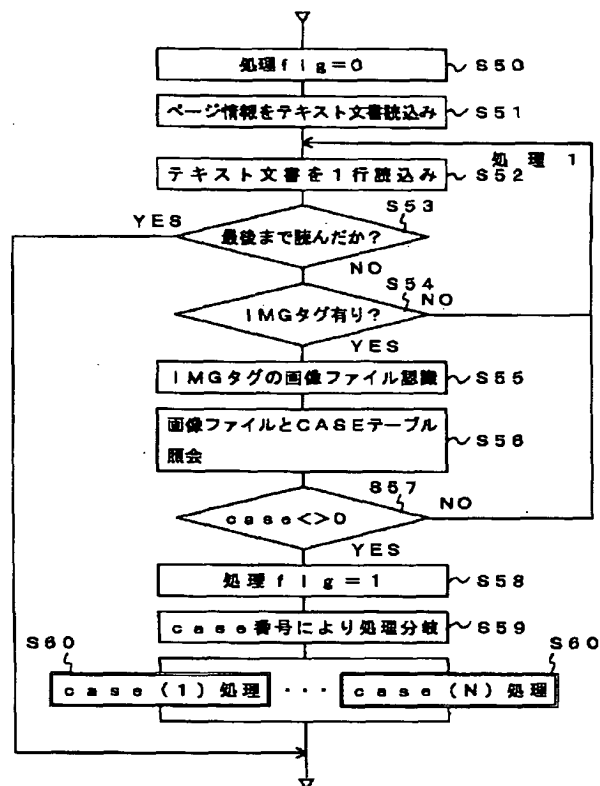 処理flg=0 S50
ページ情報をテキスト文書読込み S51
処理1
テキスト文書を1行読込み S52
S53
YES
最後まで読んだか?
NO
S54
IMGタグ有り?
NO
YES
IMGタグの画像ファイル認識 S55
画像ファイルとCASEテーブル
照会
S56
S57
case<>0
NO
YES
処理flg=1 S58
case番号により処理分岐 S59
S60 S60
case(1)処理 ・・・ case(N)処理